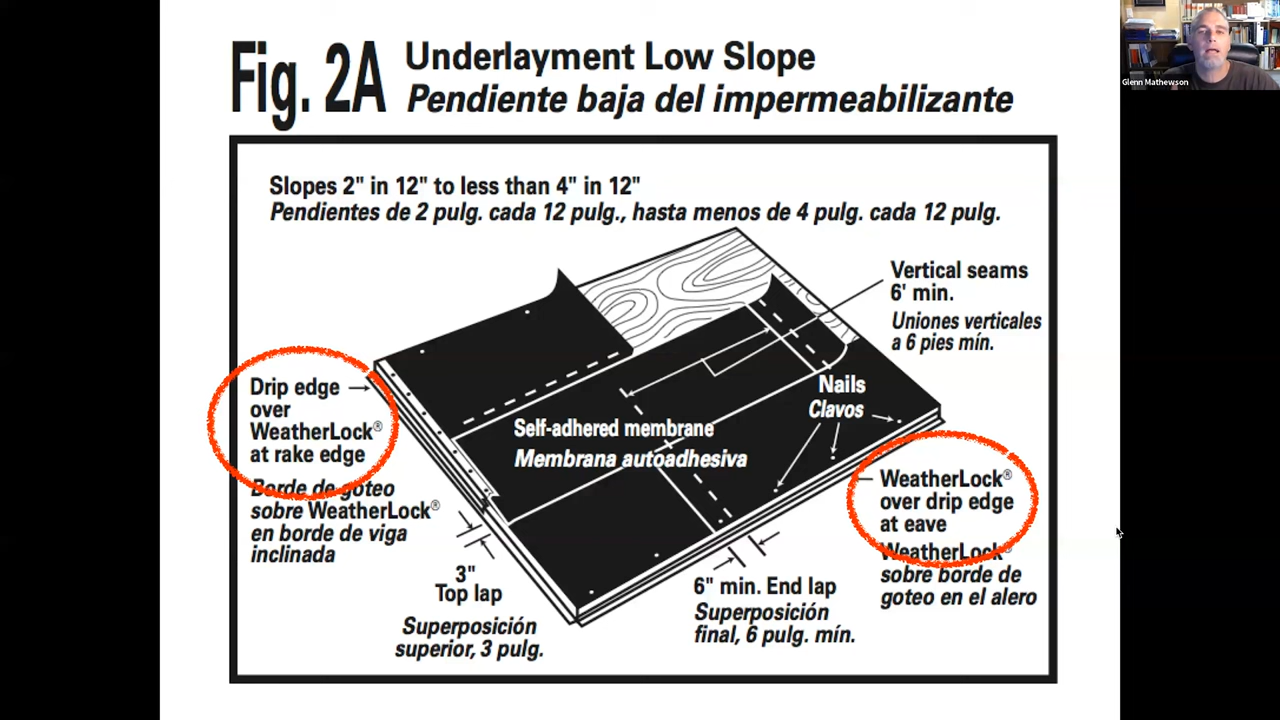 Fig. 2A
Underlayment Low Slope
Pendiente baja del impermeabilizante
Glenn Mathewson
Slopes 2" in 12" to less than 4" in 12"
Pendientes de 2 pulg. cada 12 pulg., hasta menos de 4 pulg. cada 12 pulg.
Vertical seams
6' min.
Uniones verticales
a 6 pies mín.
Drip edge
over
WeatherLock®
at rake edge
Borde de goteo
sobre WeatherLock®
en borde de viga
inclinada
Nails
Clavos
Self-adhered membrane
Membrana autoadhesiva
WeatherLock®
over drip edge
at eave
WeatherLock®
sobre borde de
goteo en el alero
3"
Top lap
Superposición
superior, 3 pulg.
6" min. End lap
Superposición
final, 6 pulg. mín.